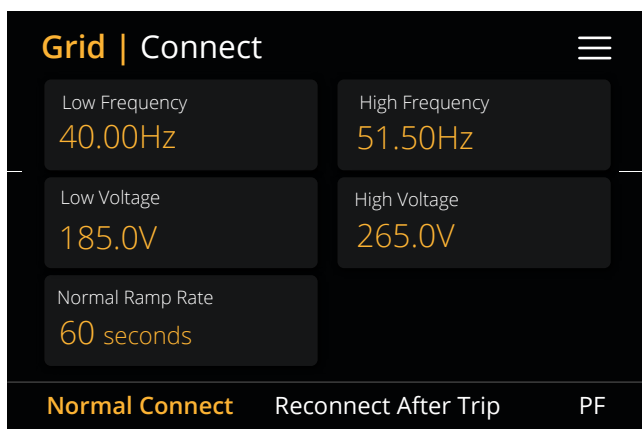 Grid | Connect
Low Frequency
40.00Hz
High Frequency
51.50Hz
Low Voltage
185.0V
High Voltage
265.0V
Normal Ramp Rate
60 seconds
Normal Connect Reconnect After Trip PF